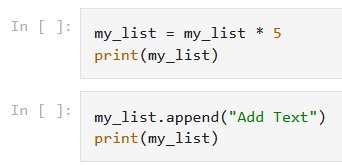 In [ ]: my_list = my_list * 5
print(my_list)
In [ ]: my_list.append("Add Text")
print(my_list)